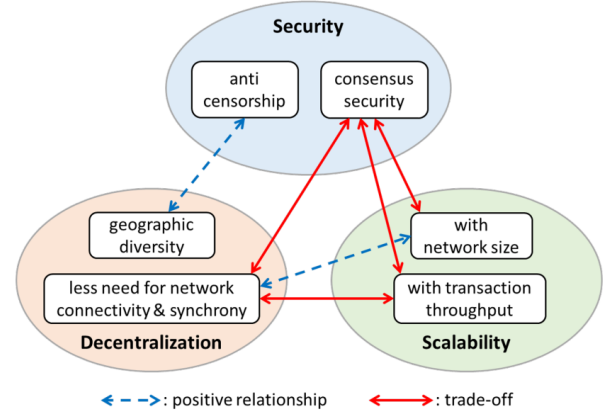 Security
anti
censorship
consensus
security
geographic
diversity
less need for network
connectivity & synchrony
Decentralization
with
network size
with transaction
throughput
Scalability
: positive relationship
: trade-off